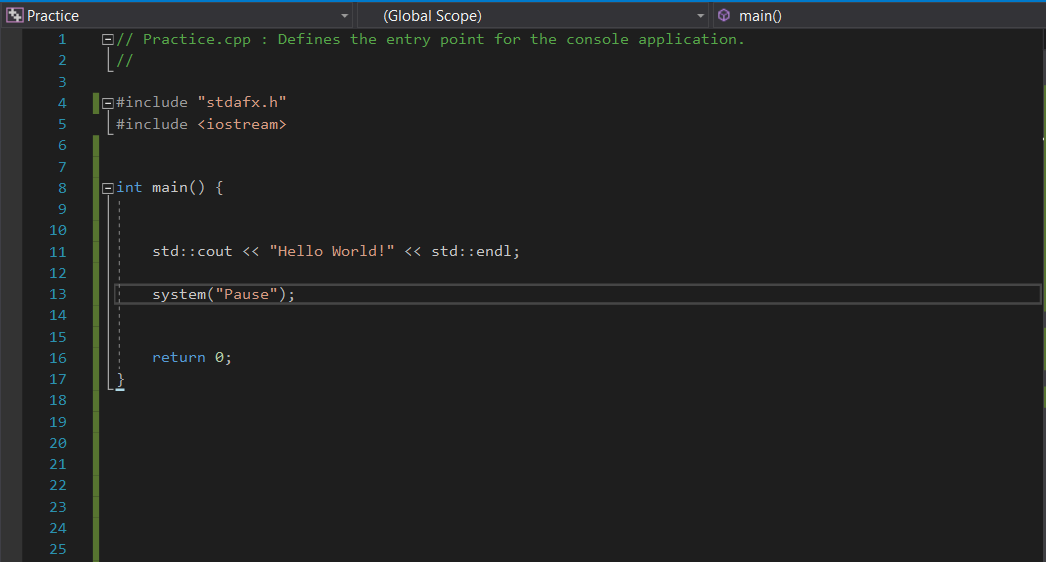 Practice (Global Scope) main()
1 // Practice.cpp : Defines the entry point for the console application.
2 //
3
4 #include "stdafx.h"
5 #include <iostream>
6
7
8 int main() {
9
10
11 std::cout << "Hello World!" << std::endl;
12
13 system("Pause");
14
15
16 return 0;
17 }
18
19
20
21
22
23
24
25